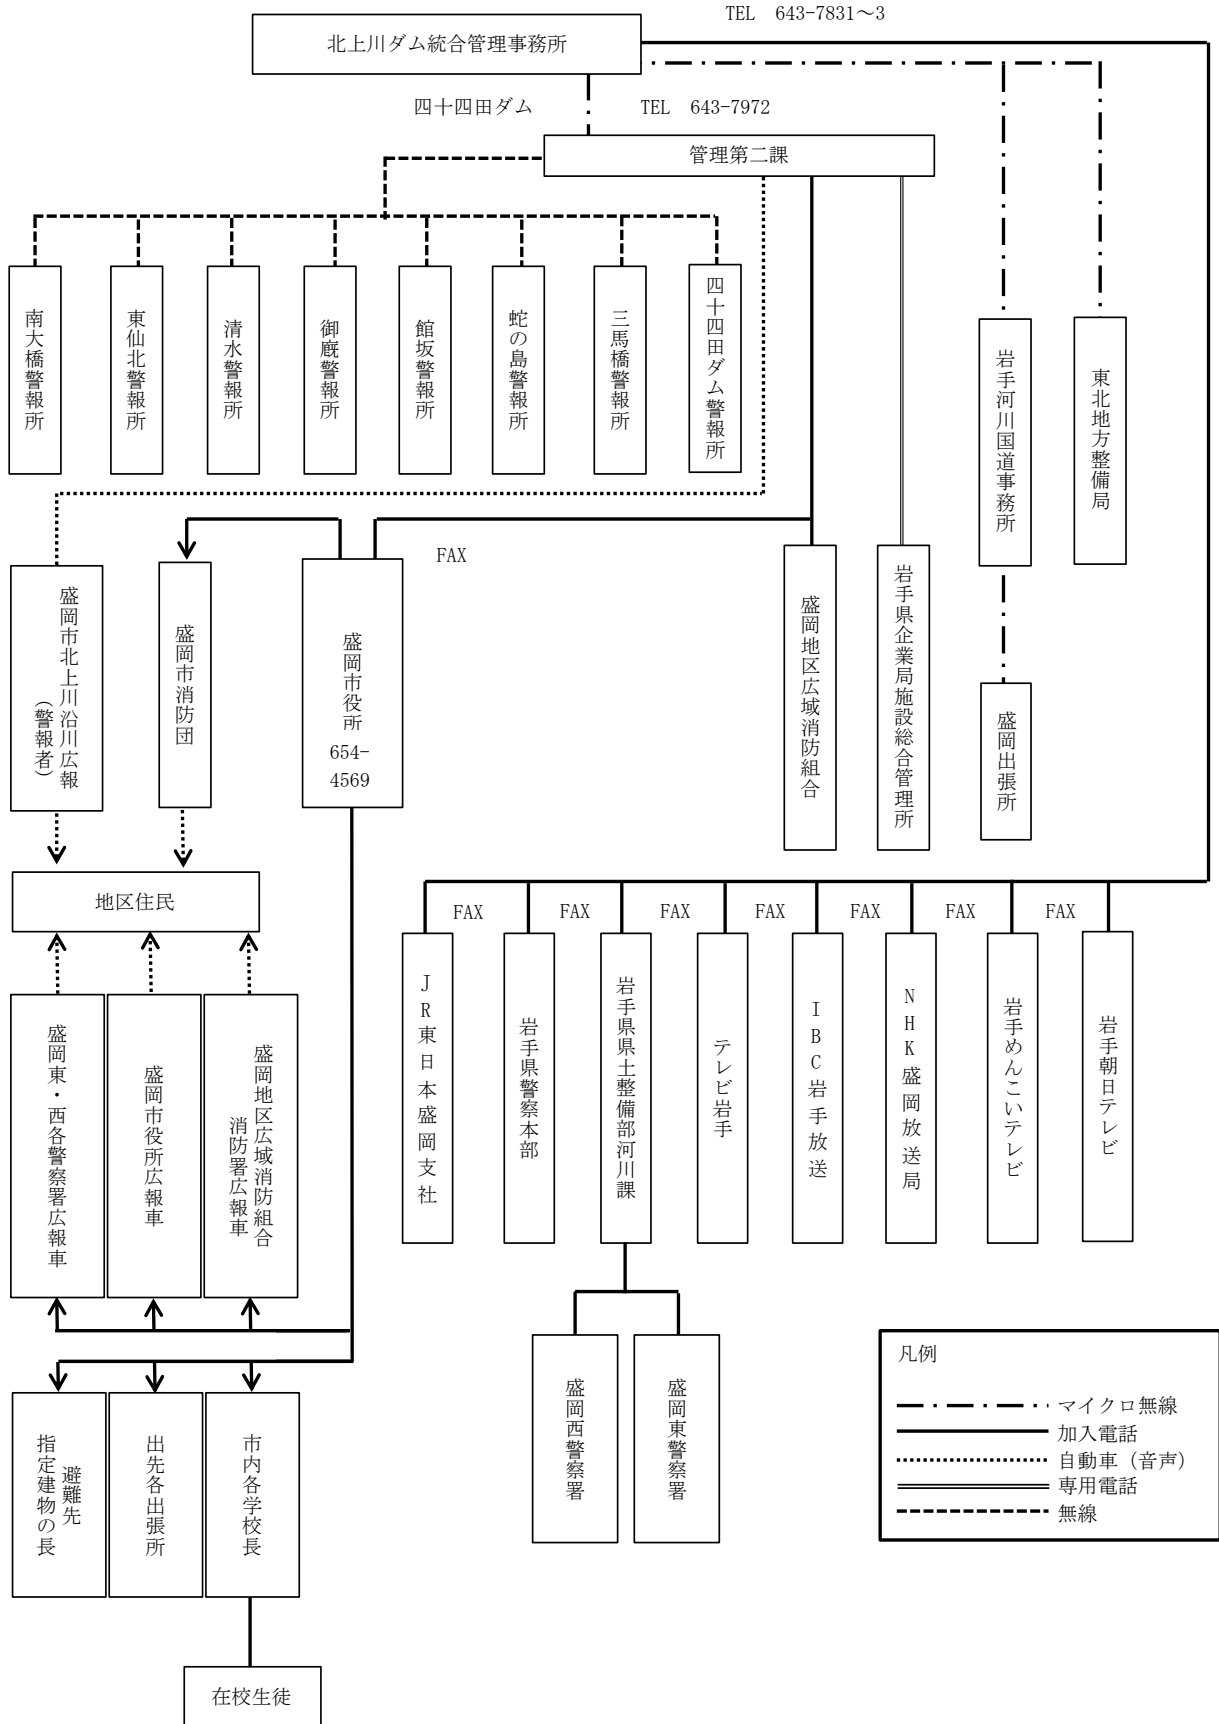 TEL 643-7831～3
北上川ダム統合管理事務所
四十四田ダム
TEL 643-7972
管理第二課
南大橋警報所
東仙北警報所
清水警報所
御厩警報所
館坂警報所
蛇の島警報所
三馬橋警報所
四十四田ダム警報所
岩手河川国道事務所
東北地方整備局
FAX
盛岡市北上川沿川広報
（警報者）
盛岡市消防団
盛岡市役所
654-
4569
盛岡地区広域消防組合
岩手県企業局施設総合管理所
盛岡出張所
地区住民
FAX
FAX
FAX
FAX
FAX
FAX
FAX
盛岡東・西各警察署広報車
盛岡市役所広報車
盛岡地区広域消防組合
消防署広報車
JR東日本盛岡支社
岩手県警察本部
岩手県県土整備部河川課
テレビ岩手
IBC岩手放送
NHK盛岡放送局
岩手めんこいテレビ
岩手朝日テレビ
避難先
指定建物の長
出先各出張所
市内各学校長
盛岡西警察署
盛岡東警察署
凡例
マイクロ無線
加入電話
自動車（音声）
専用電話
無線
在校生徒